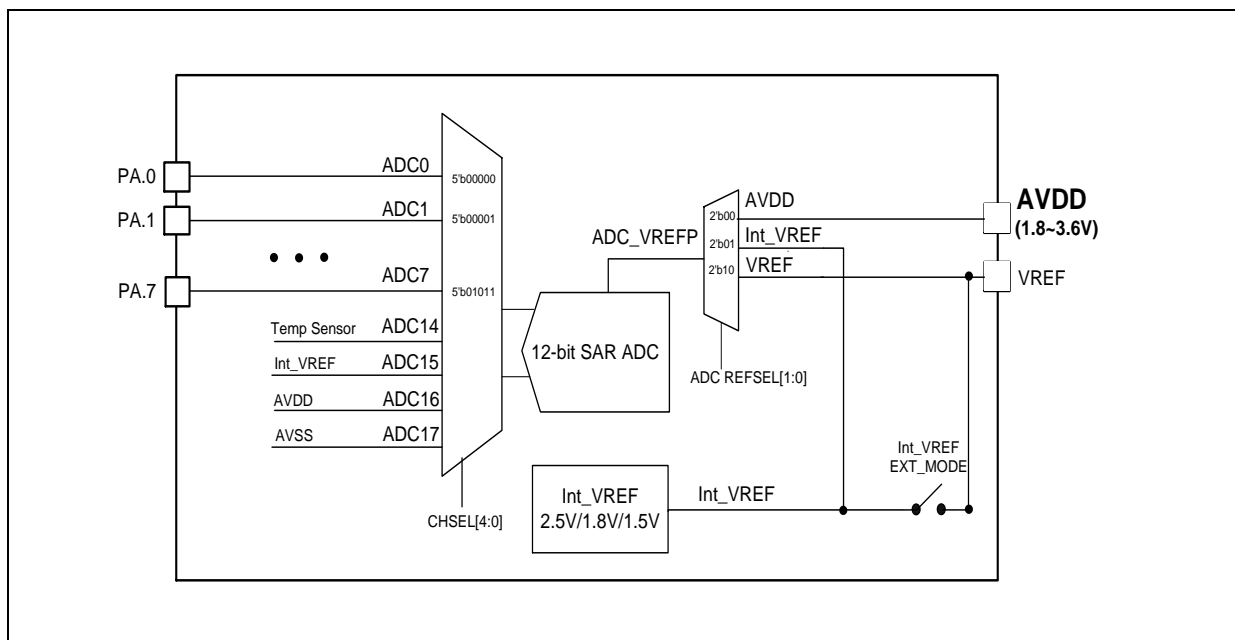 PA.0
ADC0
5'b00000
PA.1
ADC1
5'b00001
PA.7
ADC7
5'b01011
Temp Sensor
ADC14
Int_VREF
ADC15
AVDD
ADC16
AVSS
ADC17
CHSEL[4:0]
12-bit SAR ADC
ADC_VREFP
2'b00
2'b01
2'b10
AVDD
Int_VREF
VREF
ADC REFSEL[1:0]
AVDD
(1.8~3.6V)
VREF
Int_VREF
EXT_MODE
Int_VREF
2.5V/1.8V/1.5V
Int_VREF